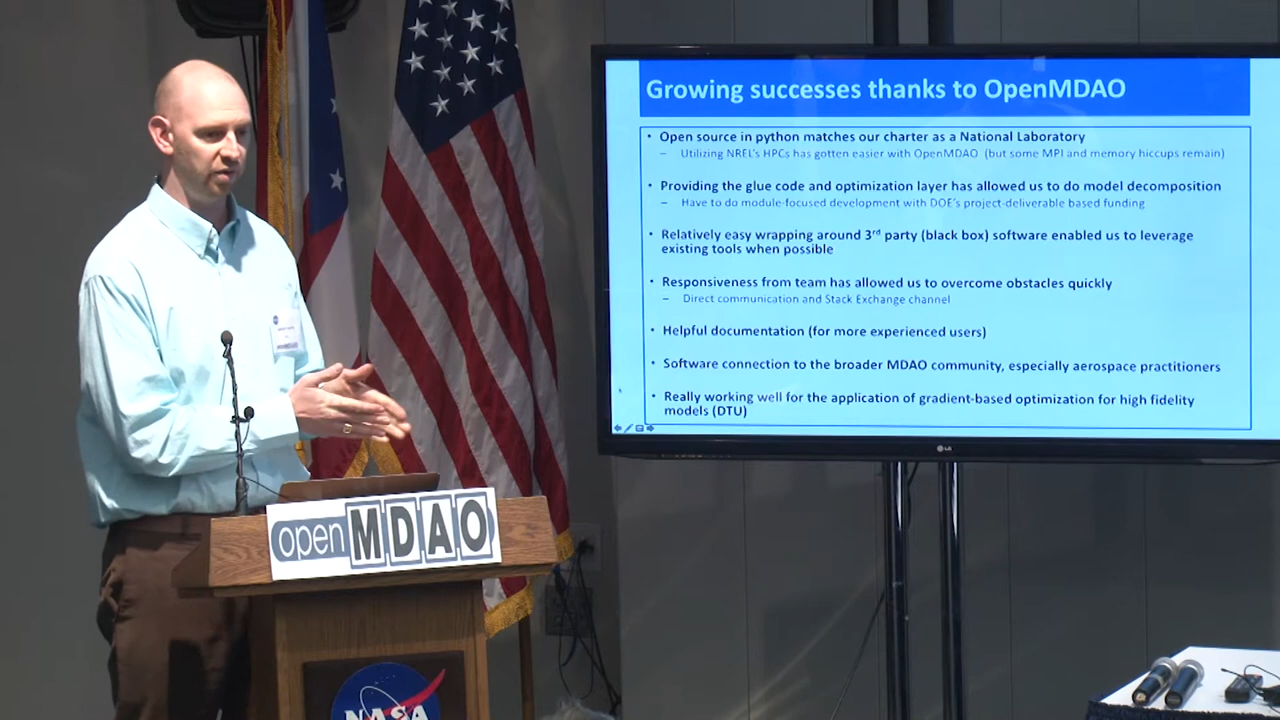 Growing successes thanks to OpenMDAO
• Open source in python matches our charter as a National Laboratory
– Utilizing NREL's HPCs has gotten easier with OpenMDAO (but some MPI and memory hiccups remain)
• Providing the glue code and optimization layer has allowed us to do model decomposition
– Have to do module-focused development with DOE's project-deliverable based funding
• Relatively easy wrapping around 3rd party (black box) software enabled us to leverage
existing tools when possible
• Responsiveness from team has allowed us to overcome obstacles quickly
– Direct communication and Stack Exchange channel
• Helpful documentation (for more experienced users)
• Software connection to the broader MDAO community, especially aerospace practitioners
• Really working well for the application of gradient-based optimization for high fidelity
models (DTU)
LG
openMDAO
NASA